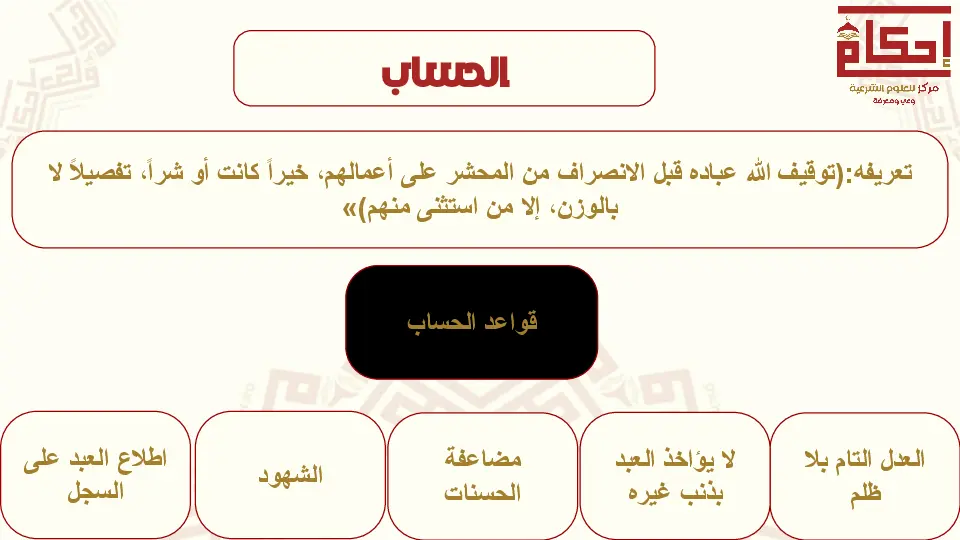 إحكام
مركز للعلوم الشرعية
وعي ومعرفة
الحساب
تعريفه:(توقيف الله عباده قبل الانصراف من المحشر على أعمالهم، خيراً كانت أو شراً، تفصيلاً لا
بالوزن، إلا من استثنى منهم)»
قواعد الحساب
العدل التام بلا
ظلم
لا يؤاخذ العبد
بذنب غيره
مضاعفة
الحسنات
الشهود
اطلاع العبد على
السجل